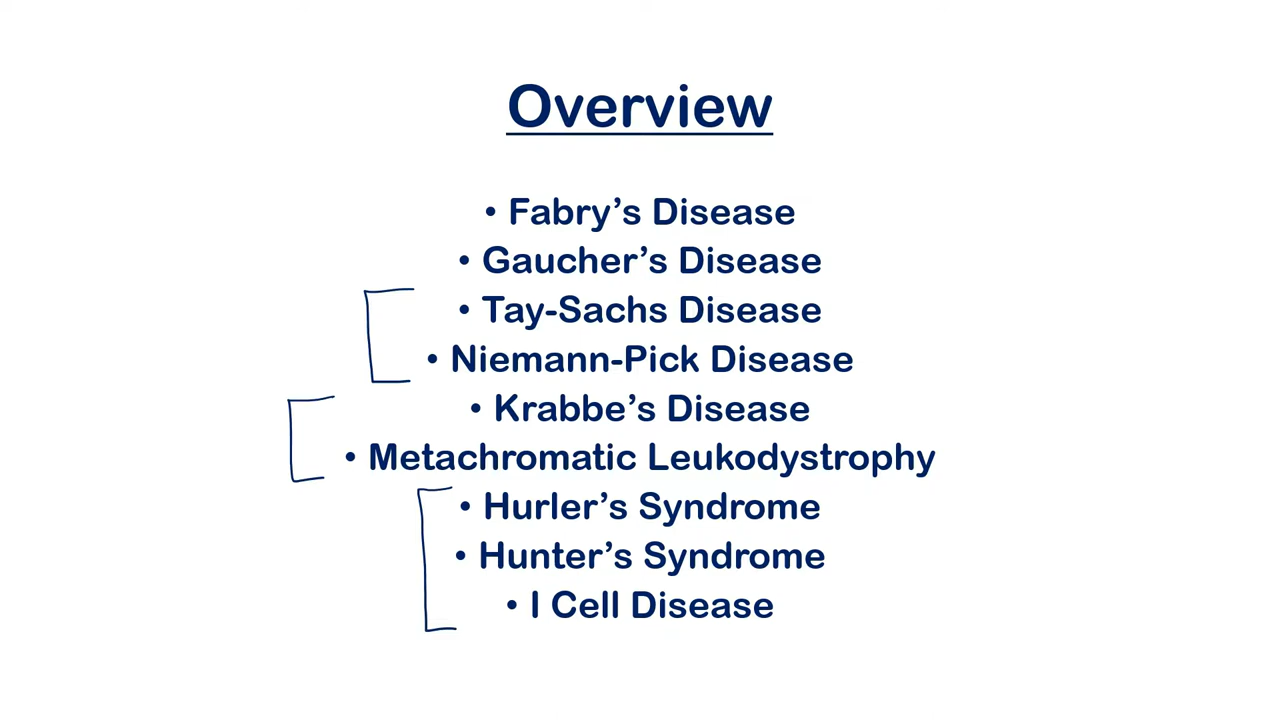 Overview
• Fabry’s Disease
• Gaucher’s Disease
• Tay-Sachs Disease
• Niemann-Pick Disease
• Krabbe’s Disease
• Metachromatic Leukodystrophy
• Hurler’s Syndrome
• Hunter’s Syndrome
• I Cell Disease